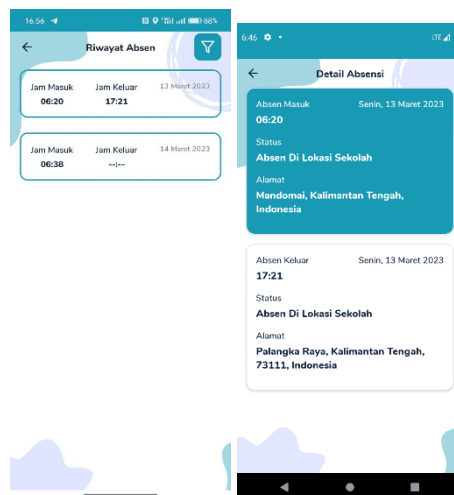 16.56
88%
Riwayat Absen
Jam Masuk Jam Keluar 13 Maret 2023
06:20 17:21
Jam Masuk Jam Keluar 14 Maret 2023
06:38 --:--
6:46 LTE
Detail Absensi
Absen Masuk Senin, 13 Maret 2023
06:20
Status
Absen Di Lokasi Sekolah
Alamat
Mandomai, Kalimantan Tengah,
Indonesia
Absen Keluar Senin, 13 Maret 2023
17:21
Status
Absen Di Lokasi Sekolah
Alamat
Palangka Raya, Kalimantan Tengah,
73111, Indonesia